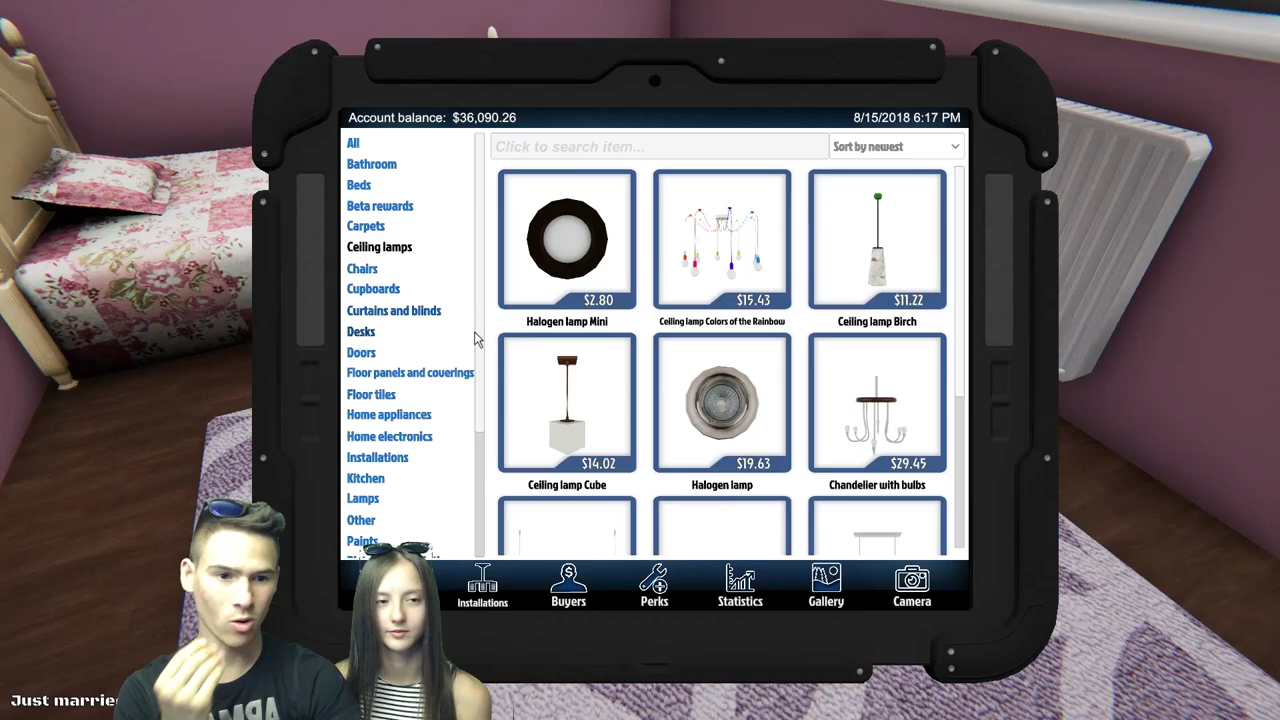 Account balance: $36,090.26
8/15/2018 6:17 PM
All
Bathroom
Beds
Beta rewards
Carpets
Ceiling lamps
Chairs
Cupboards
Curtains and blinds
Desks
Doors
Floor panels and coverings
Floor tiles
Home appliances
Home electronics
Installations
Kitchen
Lamps
Other
Paints
Click to search item...
Sort by newest
$2.80
$15.43
$11.22
Halogen lamp Mini
Ceiling lamp Colors of the Rainbow
Ceiling lamp Birch
$14.02
$19.63
$29.45
Ceiling lamp Cube
Halogen lamp
Chandelier with bulbs
Installations
Buyers
Perks
Statistics
Gallery
Camera
Just married